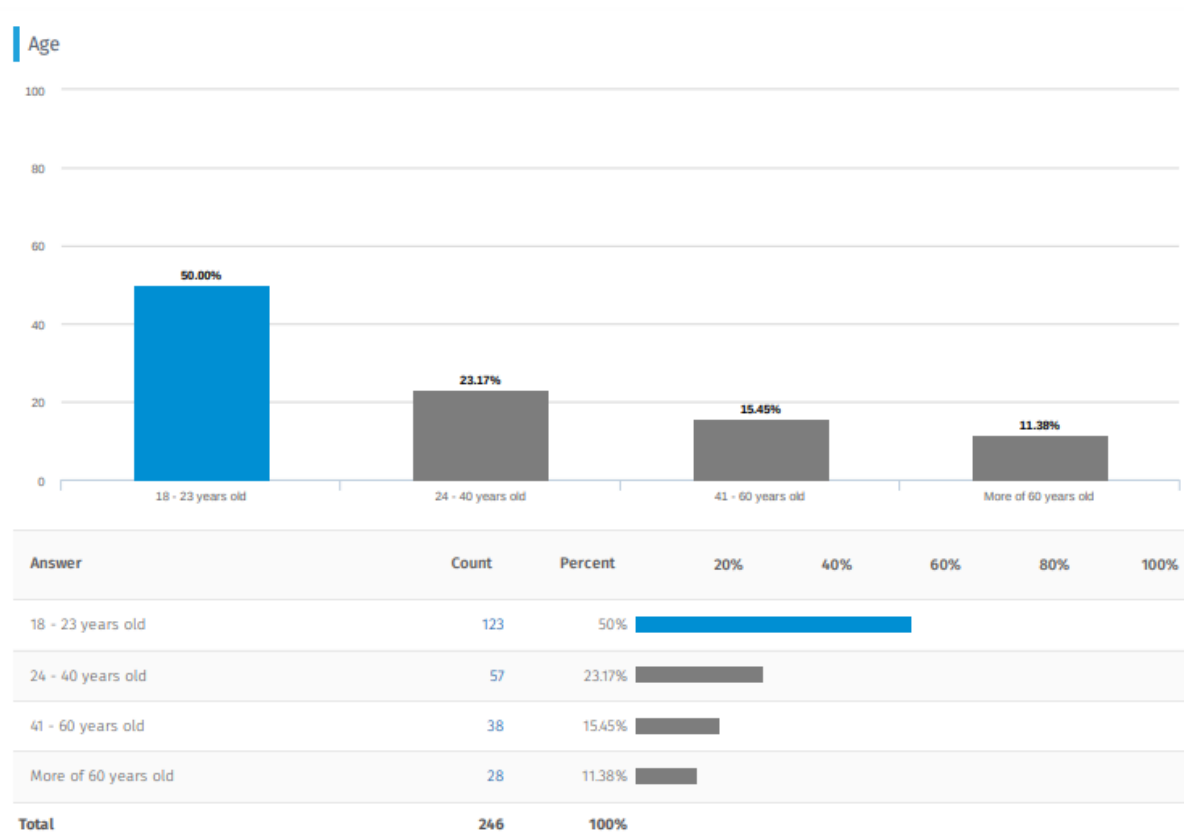 Age
100
80
60
50.00%
40
23.17%
20
15.45%
11.38%
0
18 - 23 years old 24 - 40 years old 41 - 60 years old More of 60 years old
Answer Count Percent 20% 40% 60% 80% 100%
18 - 23 years old 123 50%
24 - 40 years old 57 23.17%
41 - 60 years old 38 15.45%
More of 60 years old 28 11.38%
Total 246 100%